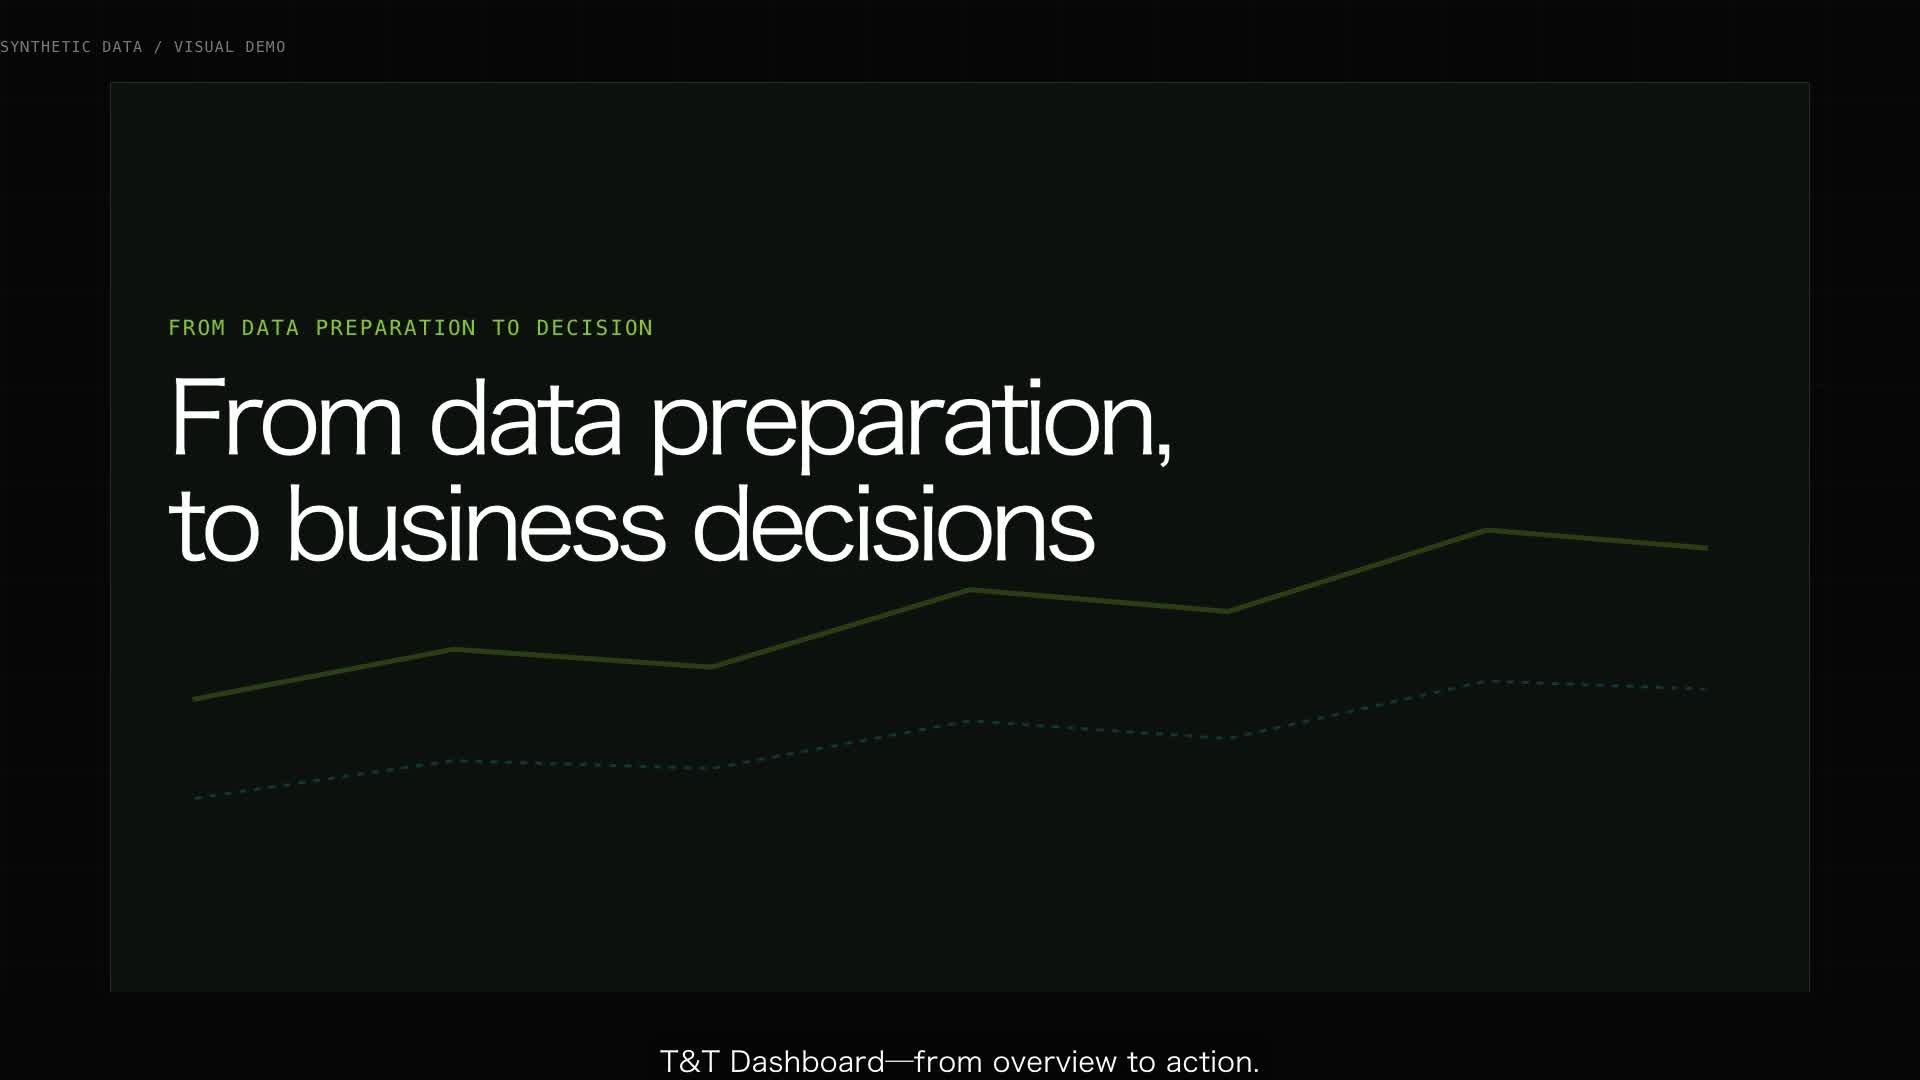 SYNTHETIC DATA / VISUAL DEMO
FROM DATA PREPARATION TO DECISION
From data preparation,
to business decisions
T&T Dashboard—from overview to action.